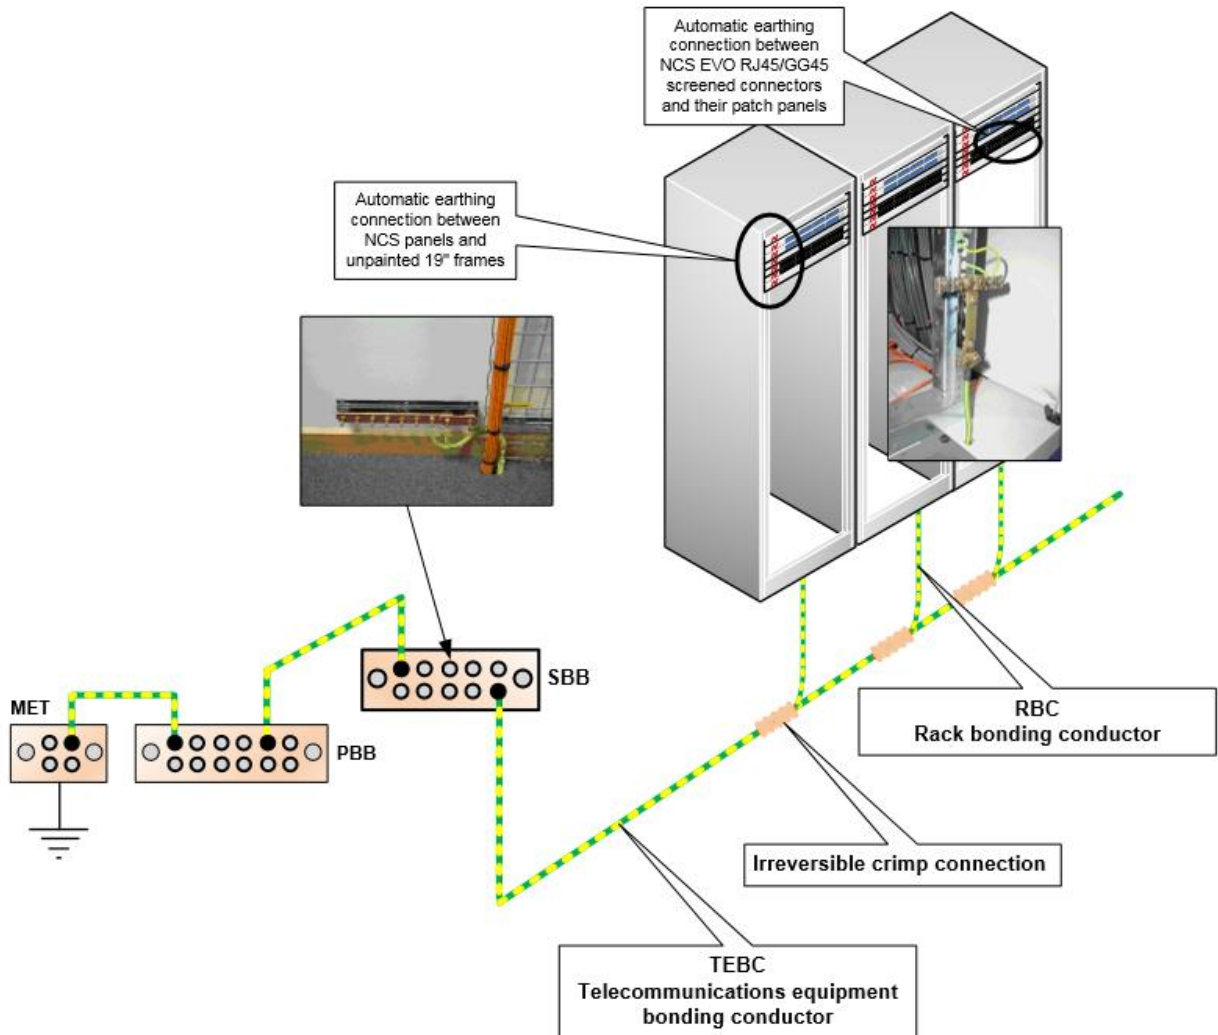 Automatic earthing
connection between
NCS EVO RJ45/GG45
screened connectors
and their patch panels
Automatic earthing
connection between
NCS panels and
unpainted 19" frames
SBB
MET
PBB
RBC
Rack bonding conductor
Irreversible crimp connection
TEBC
Telecommunications equipment
bonding conductor